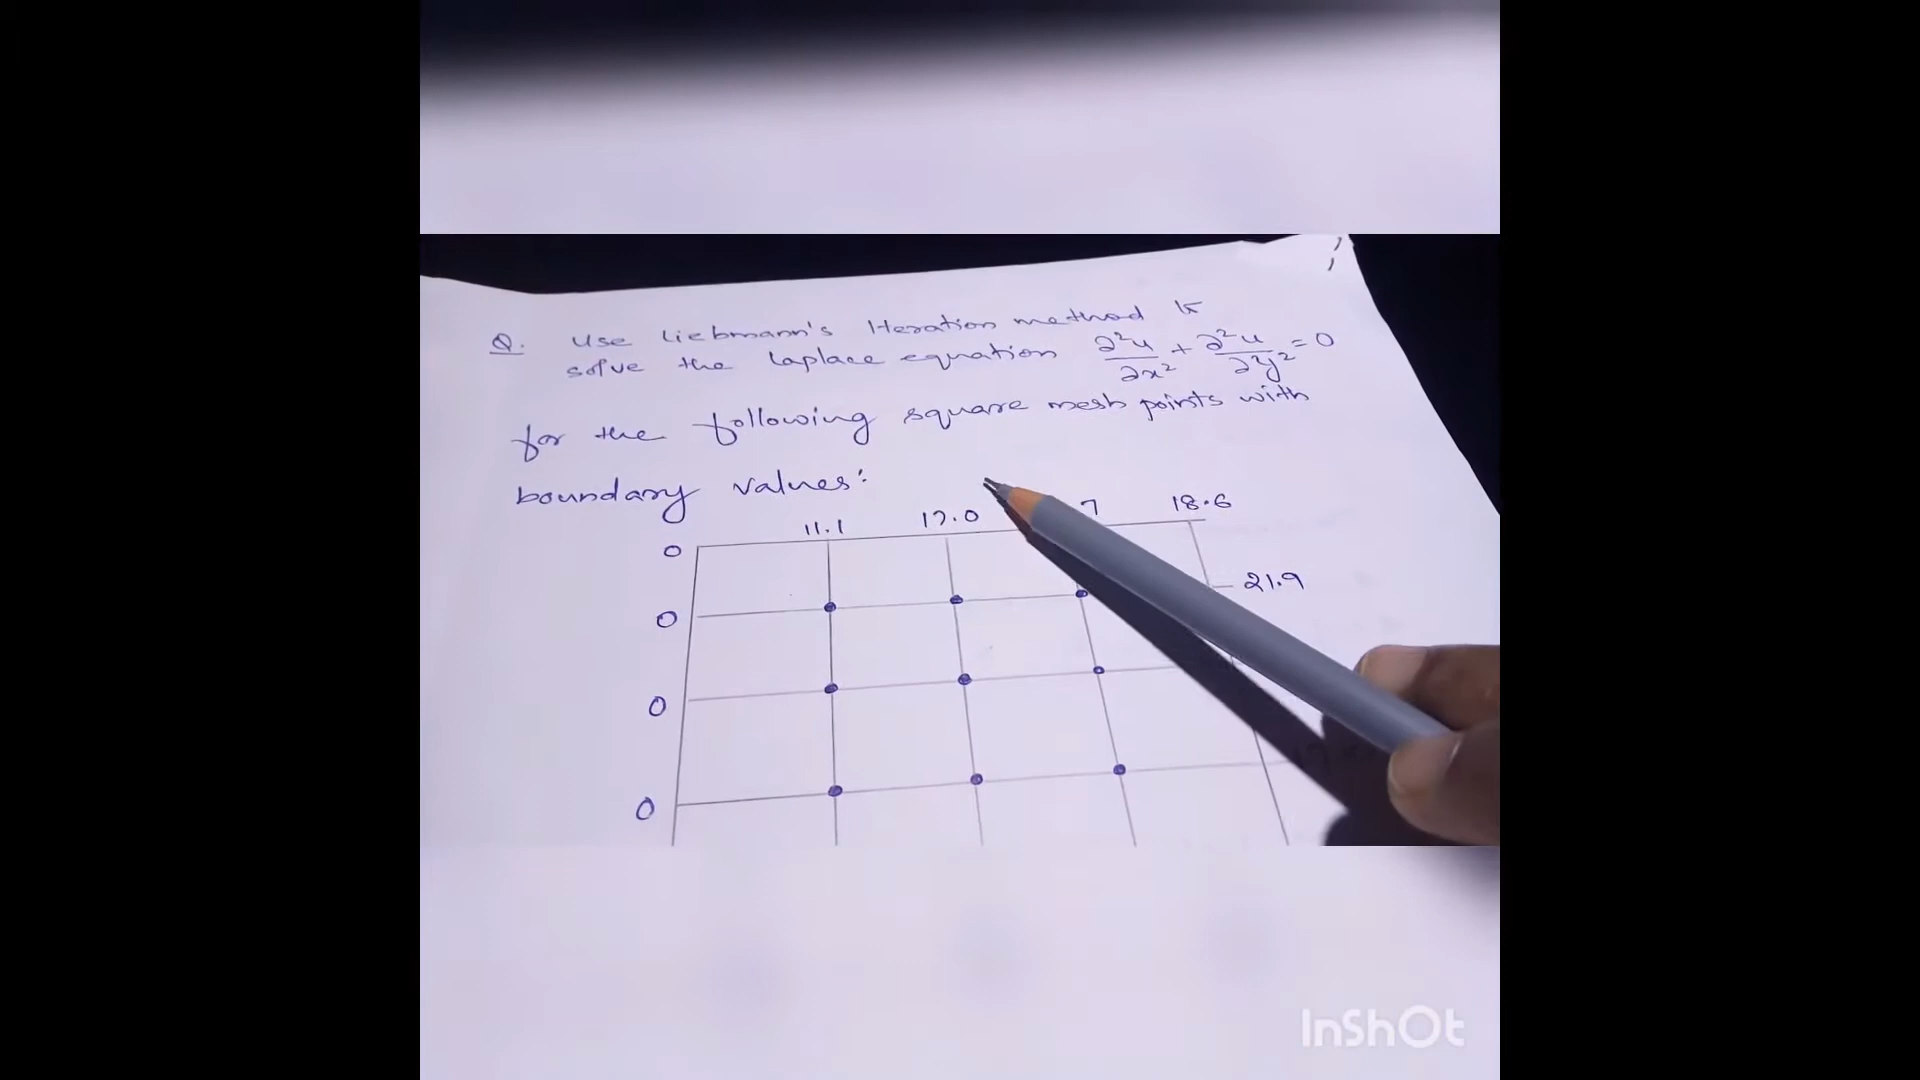 Q. Use Liebmann's Iteration method to
solve the Laplace equation ∂²u/∂x² + ∂²u/∂y² = 0
for the following square mesh points with
boundary values:
11.1 17.0 7 18.6
0
21.9
0
0
0
InShOt